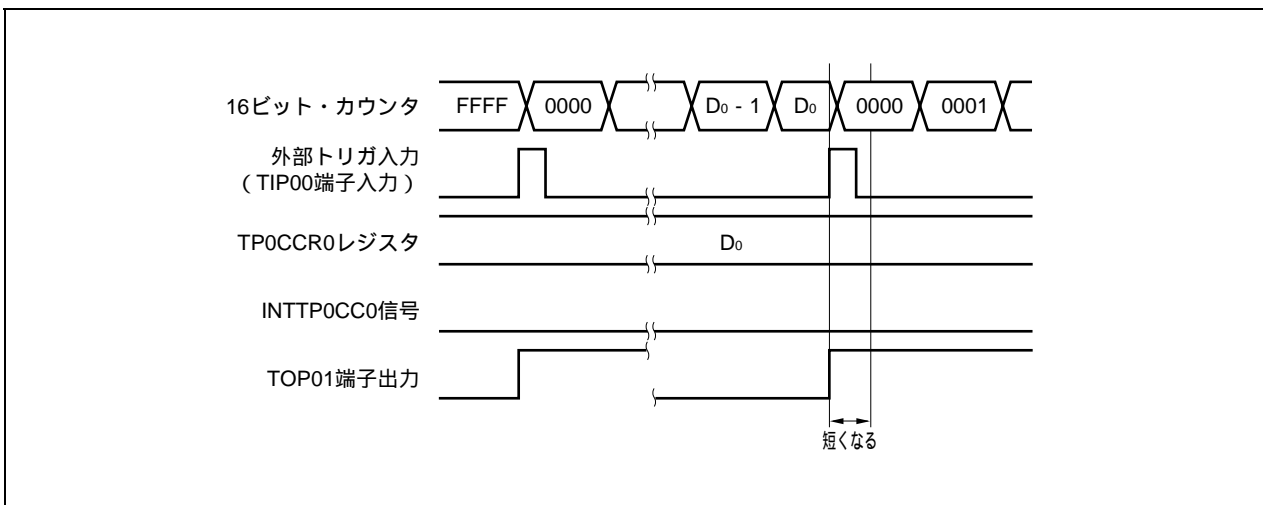 16ビット・カウンタ FFFF 0000 D0 - 1 D0 0000 0001
外部トリガ入力
(TIP00端子入力)
TP0CCR0レジスタ D0
INTTP0CC0信号
TOP01端子出力
短くなる